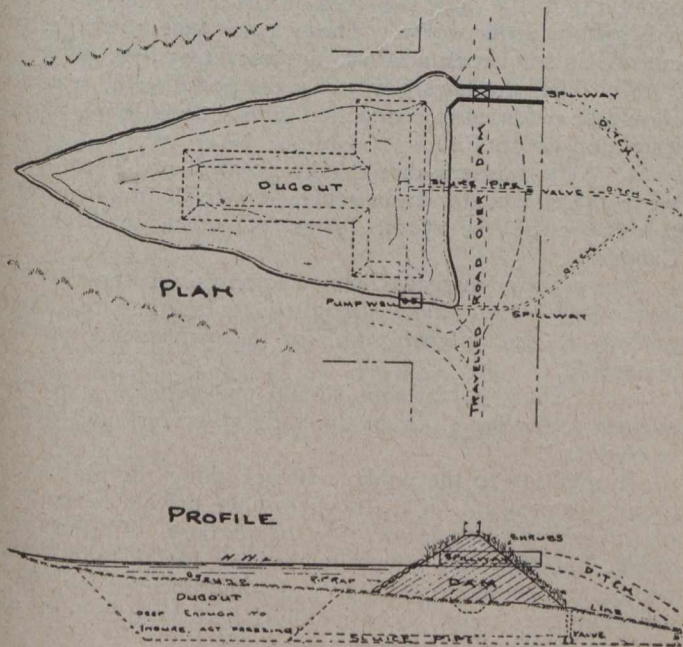 SPILLWAY
DITCH
DUGOUT
SLUICE PIPE
VALVE DITCH
TRAVELLED ROAD OVER DAM
DITCH
PLAN
PUMP WELL
SPILLWAY
PROFILE
SHRUBS
SPILLWAY
RIPRAP
DAM
DITCH
DUGOUT
DEEP ENOUGH TO
INSURE AGT FREEZING
LINE
SLUICE PIPE
VALVE